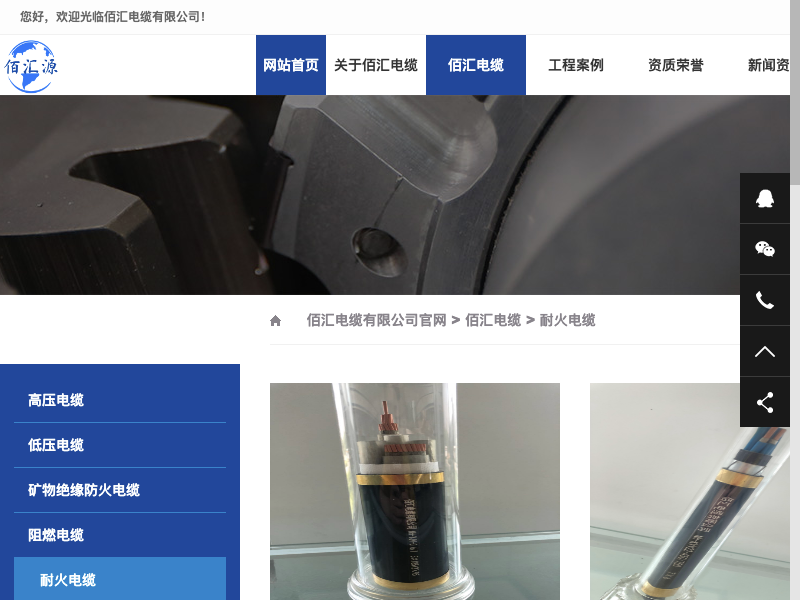 您好，欢迎光临佰汇电缆有限公司！
佰汇源
网站首页
关于佰汇电缆
佰汇电缆
工程案例
资质荣誉
新闻资
佰汇电缆有限公司官网 > 佰汇电缆 > 耐火电缆
高压电缆
低压电缆
矿物绝缘防火电缆
阻燃电缆
耐火电缆